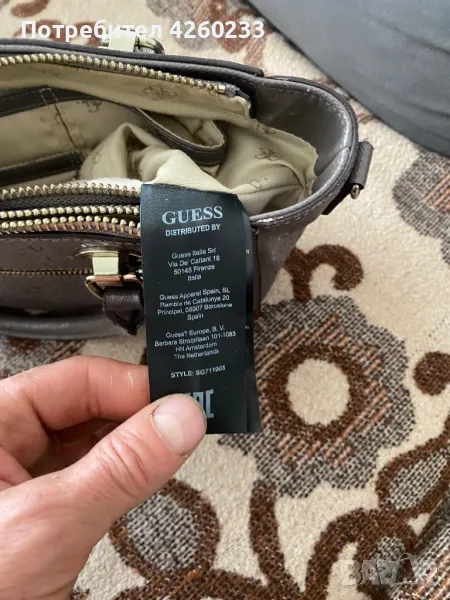 Потребител 4260233
GUESS
DISTRIBUTED BY
Guess Italia Srl
Via De' Cattani 18
50145 Firenze
Italia
Guess Apparel Spain, SL
Rambla de Catalunya 20
Principal, 08007 Barcelona
Spain
Guess? Europe, B. V.
Barbara Strozzilaan 101-1083
HN Amsterdam
The Netherlands
STYLE: SG711906